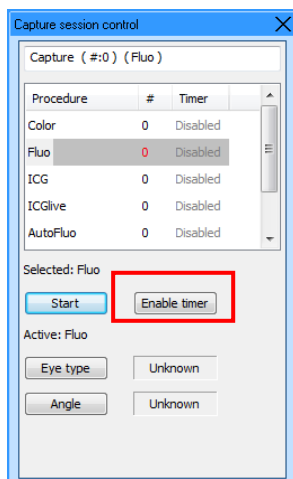 Capture session control
Capture ( #:0 ) ( Fluo )
Procedure # Timer
Color 0 Disabled
Fluo 0 Disabled
ICG 0 Disabled
ICGlive 0 Disabled
AutoFluo 0 Disabled
Selected: Fluo
Start Enable timer
Active: Fluo
Eye type Unknown
Angle Unknown